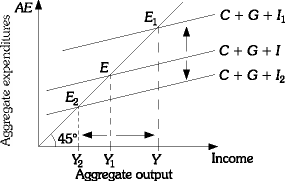 AE
Aggregate expenditures
E₁
C + G + I₁
E
C + G + I
E₂
C + G + I₂
45°
Y₂ Y₁ Y Income
Aggregate output